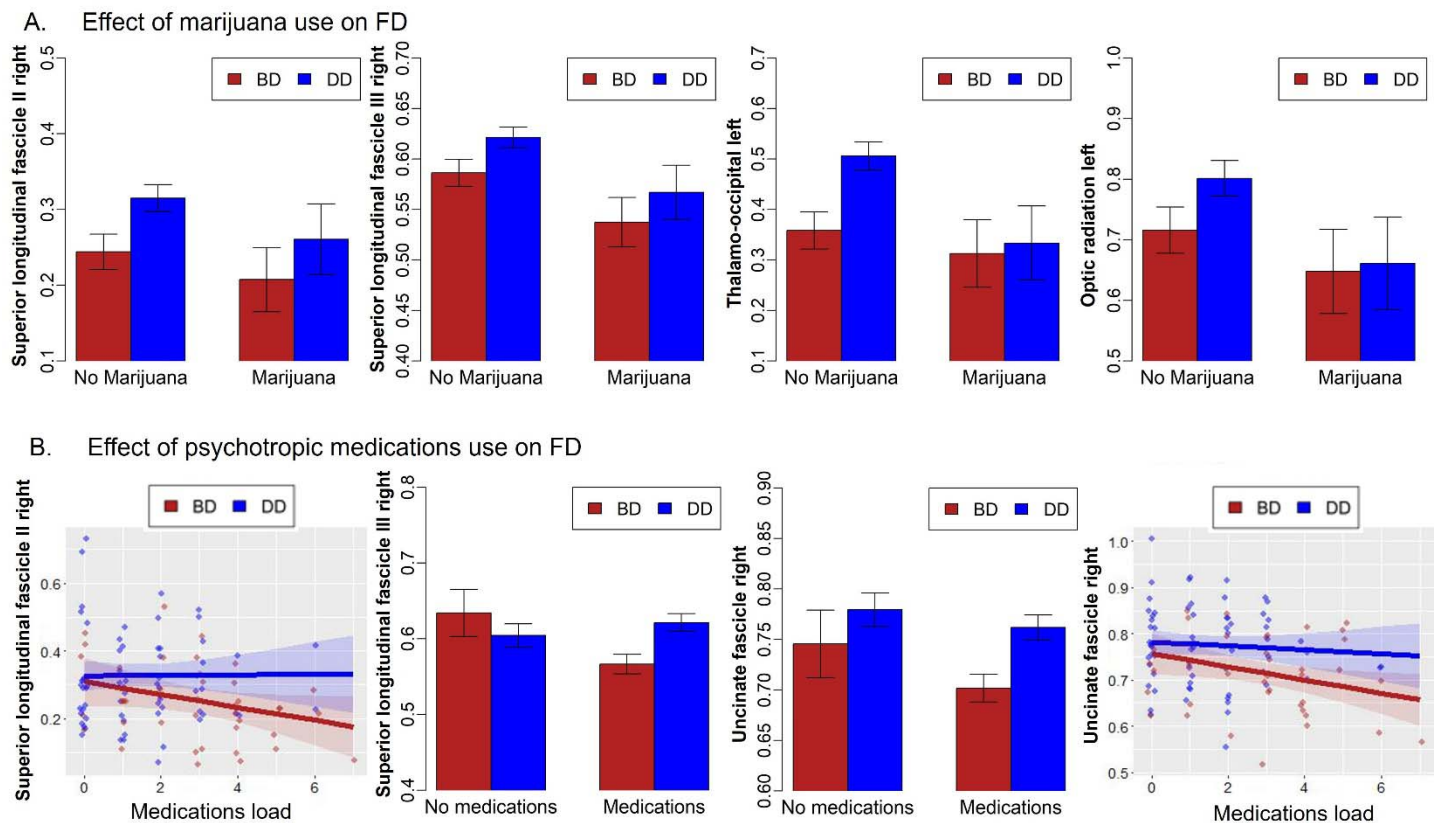 A. Effect of marijuana use on FD
Superior longitudinal fascicle II right
0.1 0.2 0.3 0.4 0.5
BD DD
No Marijuana Marijuana
Superior longitudinal fascicle III right
0.40 0.45 0.50 0.55 0.60 0.65 0.70
BD DD
No Marijuana Marijuana
Thalamo-occipital left
0.1 0.2 0.3 0.4 0.5 0.6 0.7
BD DD
No Marijuana Marijuana
Optic radiation left
0.5 0.6 0.7 0.8 0.9 1.0
BD DD
No Marijuana Marijuana
B. Effect of psychotropic medications use on FD
Superior longitudinal fascicle II right
BD DD
0.6
0.4
0.2
0 2 4 6
Medications load
Superior longitudinal fascicle III right
0.4 0.5 0.6 0.7 0.8
BD DD
No medications Medications
Uncinate fascicle right
0.60 0.65 0.70 0.75 0.80 0.85 0.90
BD DD
No medications Medications
Uncinate fascicle right
BD DD
1.0
0.9
0.8
0.7
0.6
0.5
0 2 4 6
Medications load